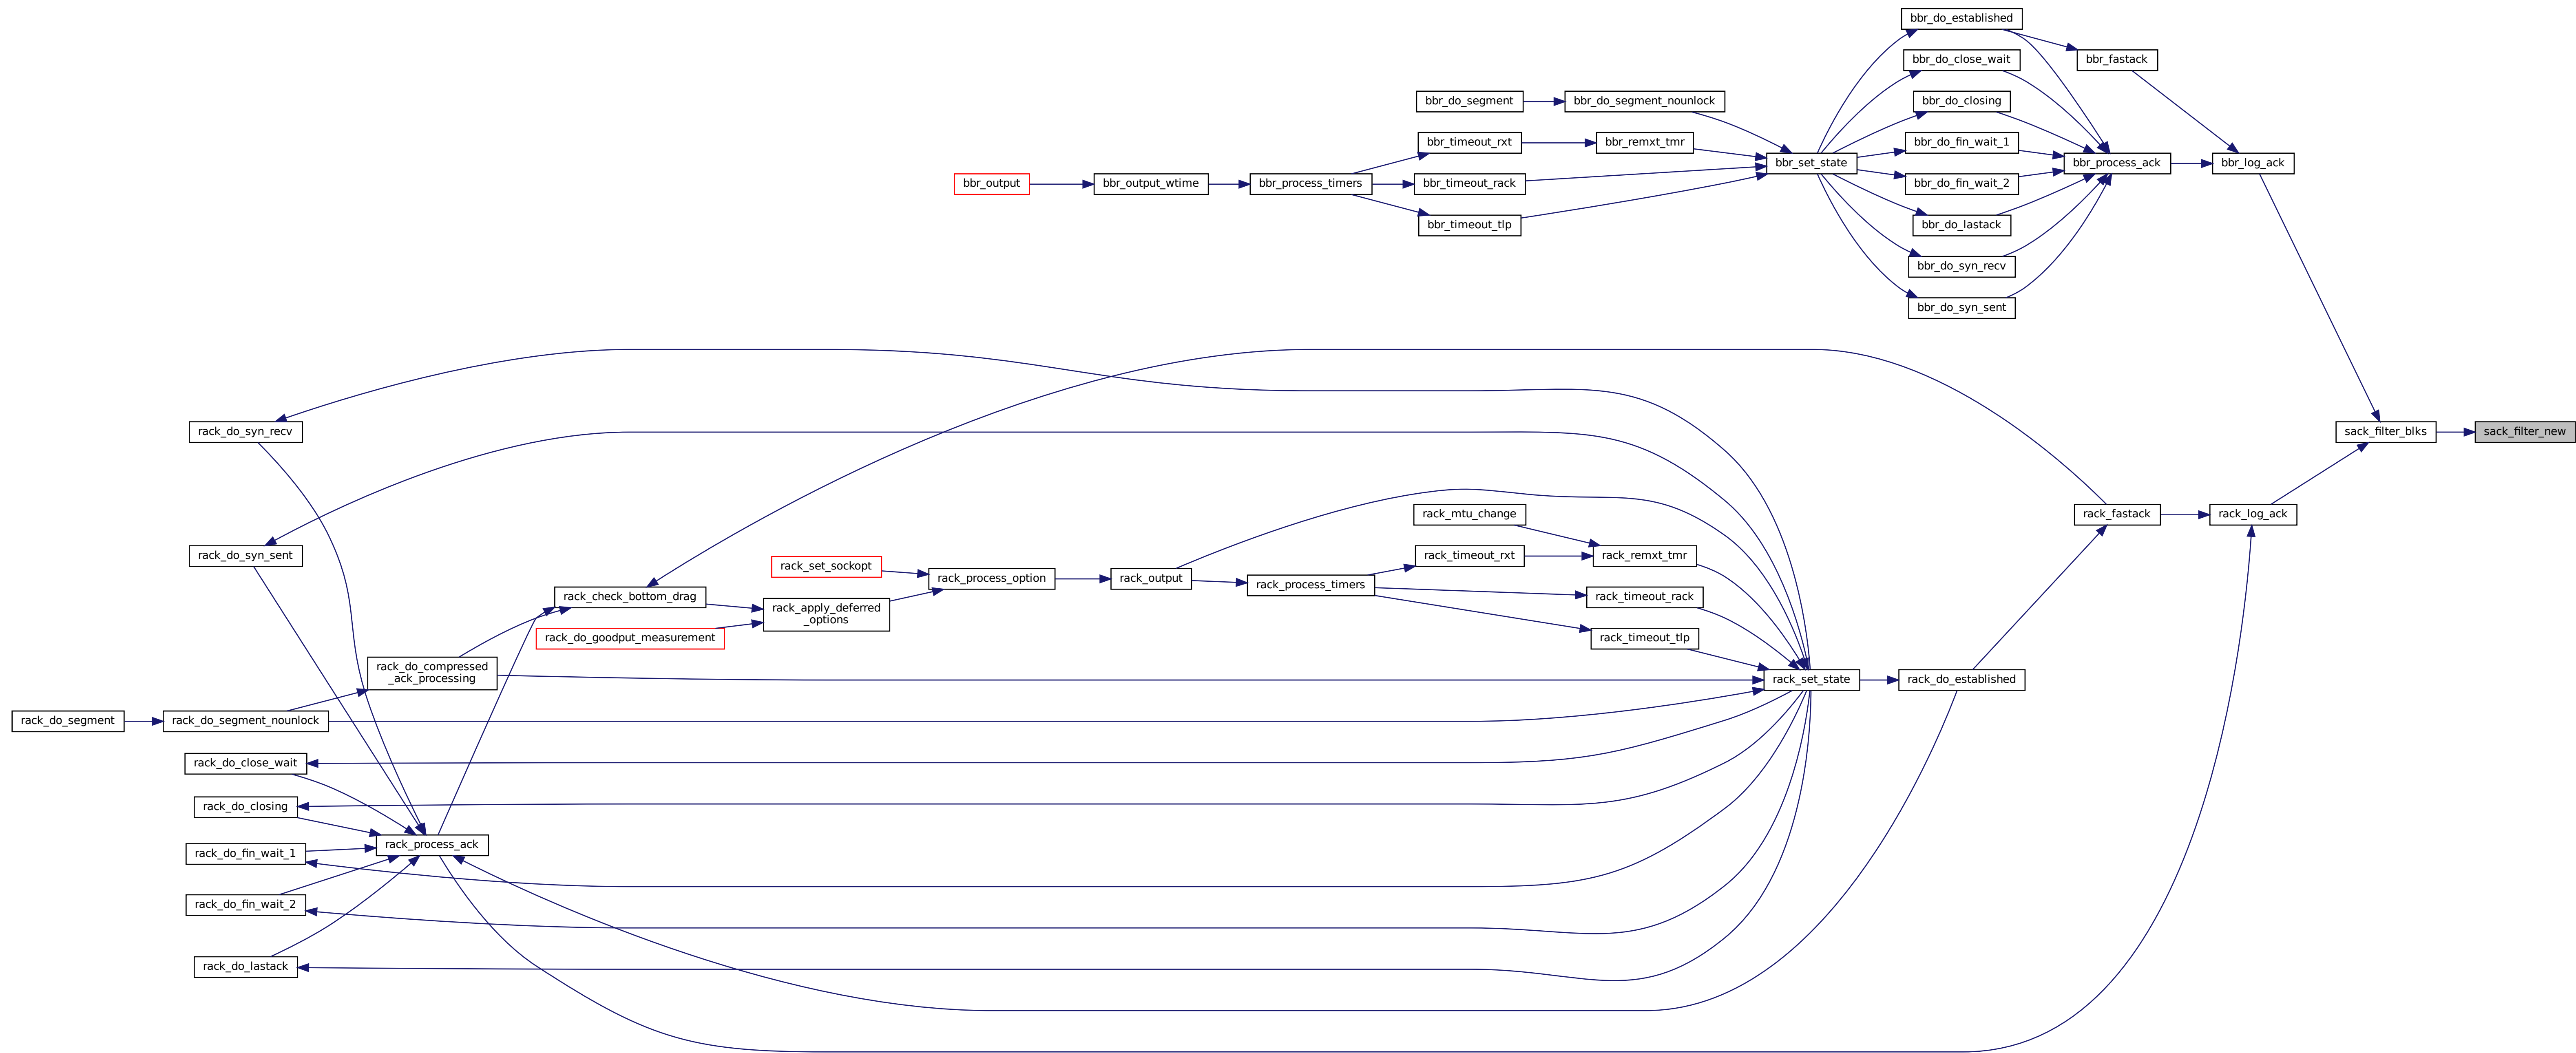 bbr_do_established
bbr_do_close_wait
bbr_fastack
bbr_do_segment
bbr_do_segment_nounlock
bbr_do_closing
bbr_timeout_rxt
bbr_remxt_tmr
bbr_do_fin_wait_1
bbr_set_state
bbr_process_ack
bbr_log_ack
bbr_output
bbr_output_wtime
bbr_process_timers
bbr_timeout_rack
bbr_do_fin_wait_2
bbr_timeout_tlp
bbr_do_lastack
bbr_do_syn_recv
bbr_do_syn_sent
rack_do_syn_recv
sack_filter_blks
sack_filter_new
rack_mtu_change
rack_fastack
rack_log_ack
rack_do_syn_sent
rack_timeout_rxt
rack_remxt_tmr
rack_set_sockopt
rack_process_option
rack_output
rack_process_timers
rack_check_bottom_drag
rack_timeout_rack
rack_apply_deferred
_options
rack_do_goodput_measurement
rack_timeout_tlp
rack_do_compressed
_ack_processing
rack_set_state
rack_do_established
rack_do_segment
rack_do_segment_nounlock
rack_do_close_wait
rack_do_closing
rack_process_ack
rack_do_fin_wait_1
rack_do_fin_wait_2
rack_do_lastack